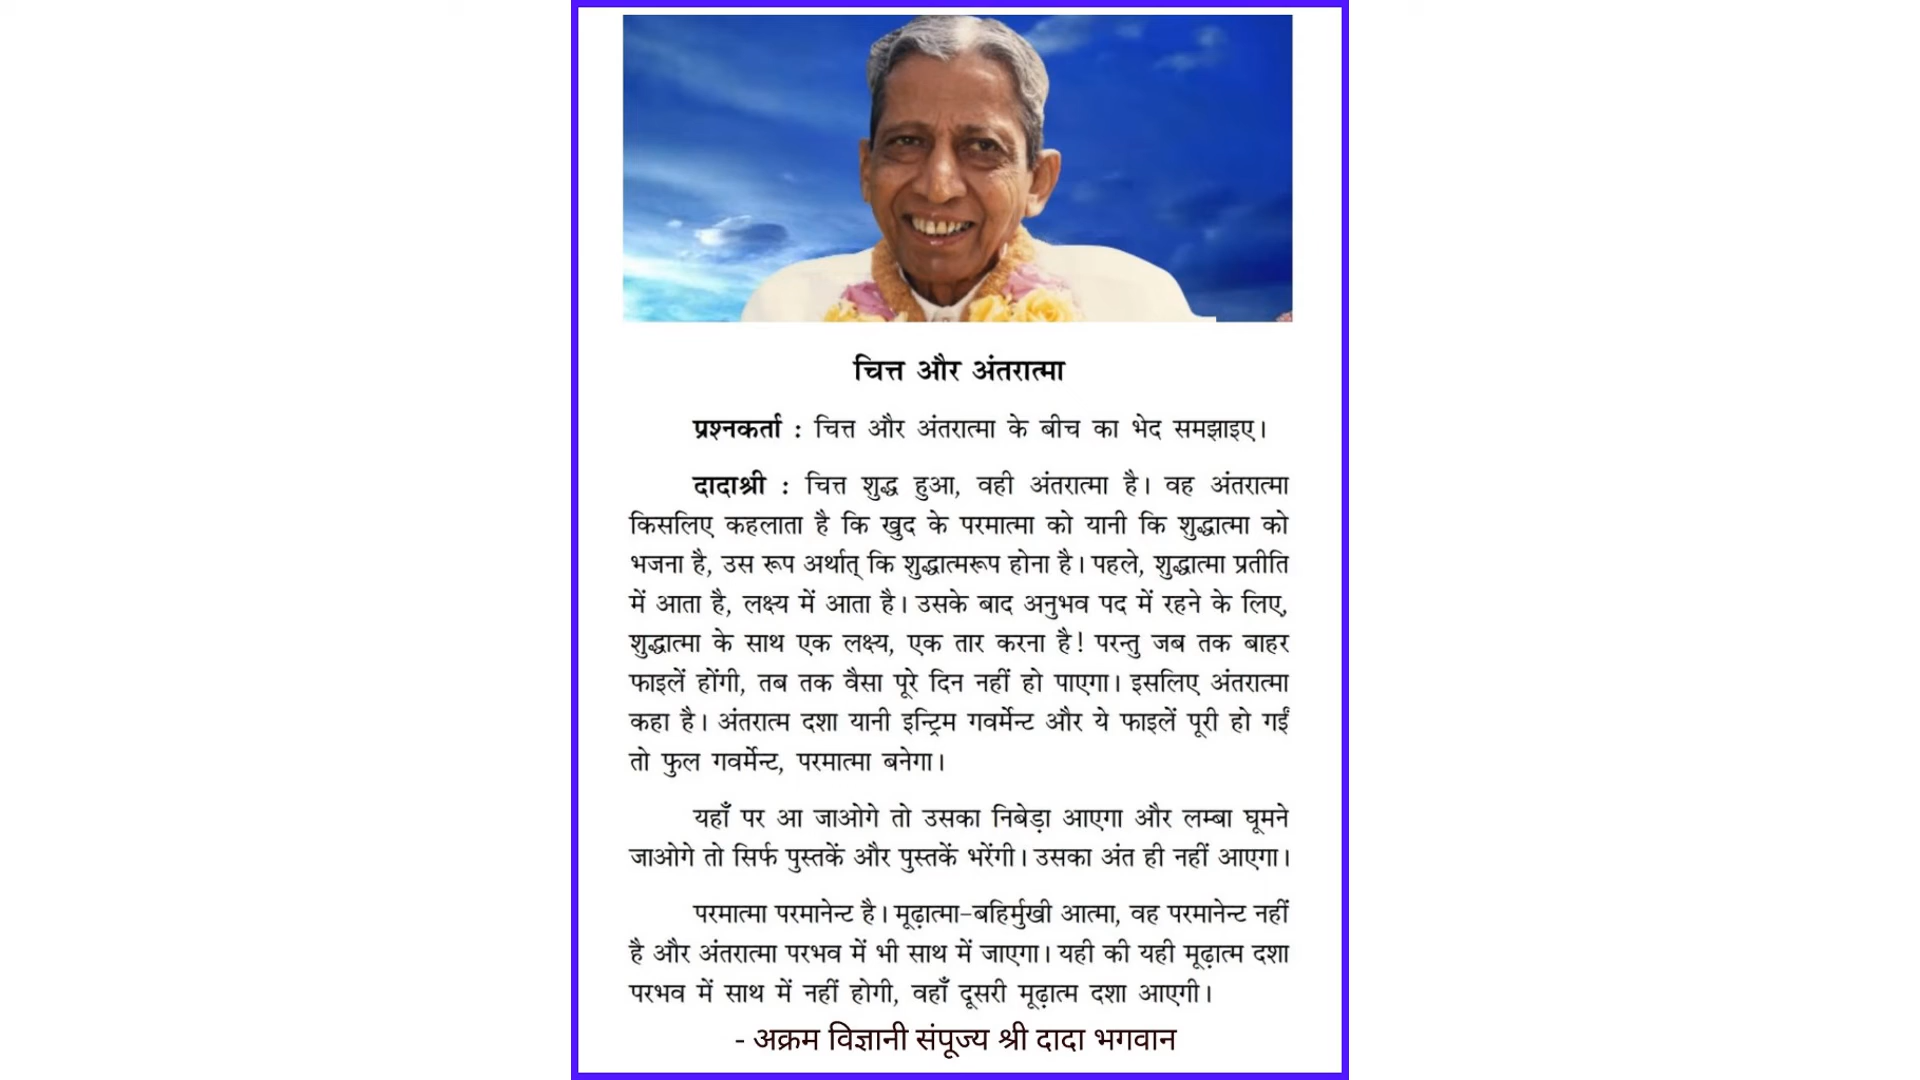 चित्त और अंतरात्मा
प्रश्नकर्ता : चित्त और अंतरात्मा के बीच का भेद समझाइए।
दादाश्री : चित्त शुद्ध हुआ, वही अंतरात्मा है। वह अंतरात्मा
किसलिए कहलाता है कि खुद के परमात्मा को यानी कि शुद्धात्मा को
भजना है, उस रूप अर्थात् कि शुद्धात्मरूप होना है। पहले, शुद्धात्मा प्रतीति
में आता है, लक्ष्य में आता है। उसके बाद अनुभव पद में रहने के लिए,
शुद्धात्मा के साथ एक लक्ष्य, एक तार करना है! परन्तु जब तक बाहर
फाइलें होंगी, तब तक वैसा पूरे दिन नहीं हो पाएगा। इसलिए अंतरात्मा
कहा है। अंतरात्म दशा यानी इन्ट्रिम गवर्मेन्ट और ये फाइलें पूरी हो गईं
तो फुल गवर्मेन्ट, परमात्मा बनेगा।
यहाँ पर आ जाओगे तो उसका निबेड़ा आएगा और लम्बा घूमने
जाओगे तो सिर्फ पुस्तकें और पुस्तकें भरेंगी। उसका अंत ही नहीं आएगा।
परमात्मा परमानेन्ट है। मूढ़ात्मा-बहिर्मुखी आत्मा, वह परमानेन्ट नहीं
है और अंतरात्मा परभव में भी साथ में जाएगा। यही की यही मूढ़ात्म दशा
परभव में साथ में नहीं होगी, वहाँ दूसरी मूढ़ात्म दशा आएगी।
- अक्रम विज्ञानी संपूज्य श्री दादा भगवान